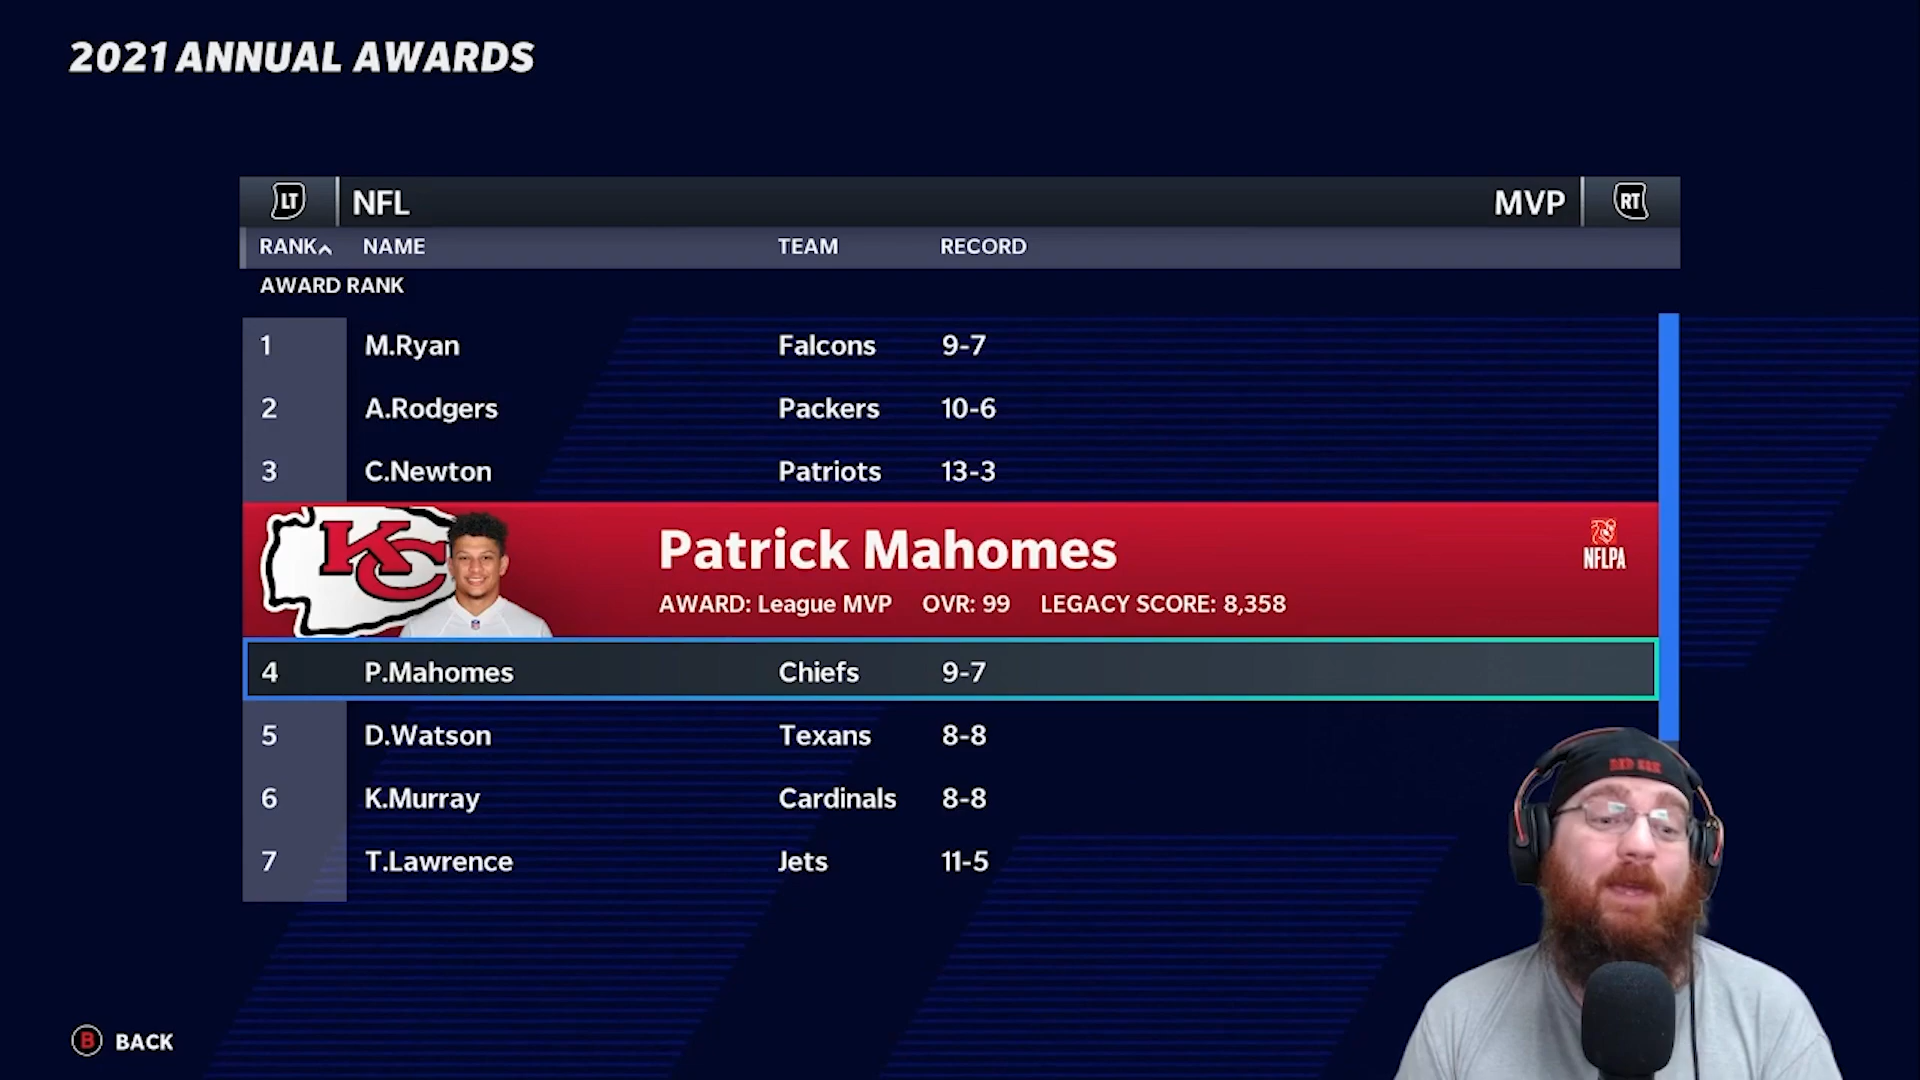 2021 ANNUAL AWARDS
LT NFL MVP RT
RANK NAME TEAM RECORD
AWARD RANK
1 M.Ryan Falcons 9-7
2 A.Rodgers Packers 10-6
3 C.Newton Patriots 13-3
KC Patrick Mahomes NFLPA
AWARD: League MVP OVR: 99 LEGACY SCORE: 8,358
4 P.Mahomes Chiefs 9-7
5 D.Watson Texans 8-8
6 K.Murray Cardinals 8-8
7 T.Lawrence Jets 11-5
B BACK